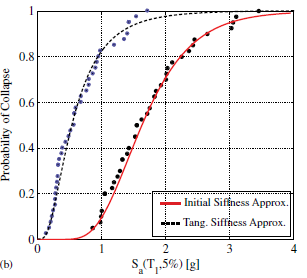 1
0.8
0.6
0.4
0.2
0
Probability of Collapse
Initial Siffness Approx.
Tang. Siffness Approx.
0 1 2 3 4
(b) Sa(T1,5%) [g]